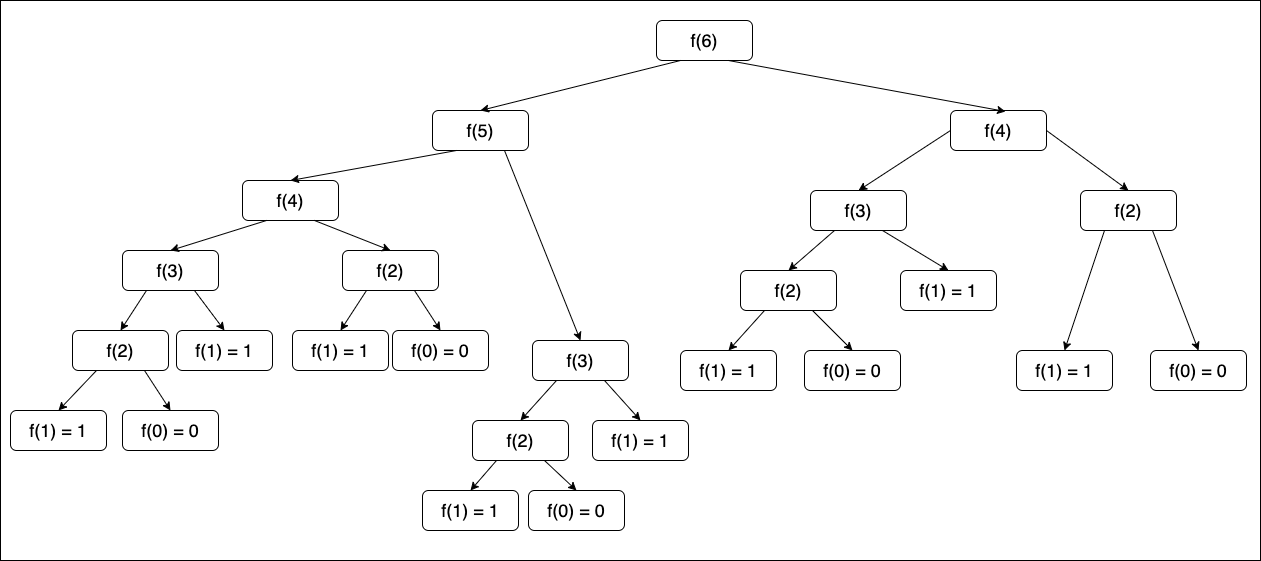 f(6)
f(5)
f(4)
f(4)
f(3)
f(2)
f(3)
f(2)
f(2)
f(1) = 1
f(2)
f(1) = 1
f(1) = 1
f(0) = 0
f(3)
f(1) = 1
f(0) = 0
f(1) = 1
f(0) = 0
f(1) = 1
f(0) = 0
f(2)
f(1) = 1
f(1) = 1
f(0) = 0